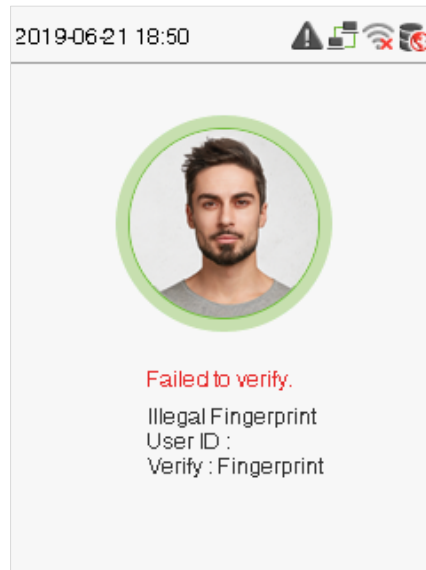 2019-06-21 18:50
Failed to verify.
Illegal Fingerprint
User ID :
Verify : Fingerprint